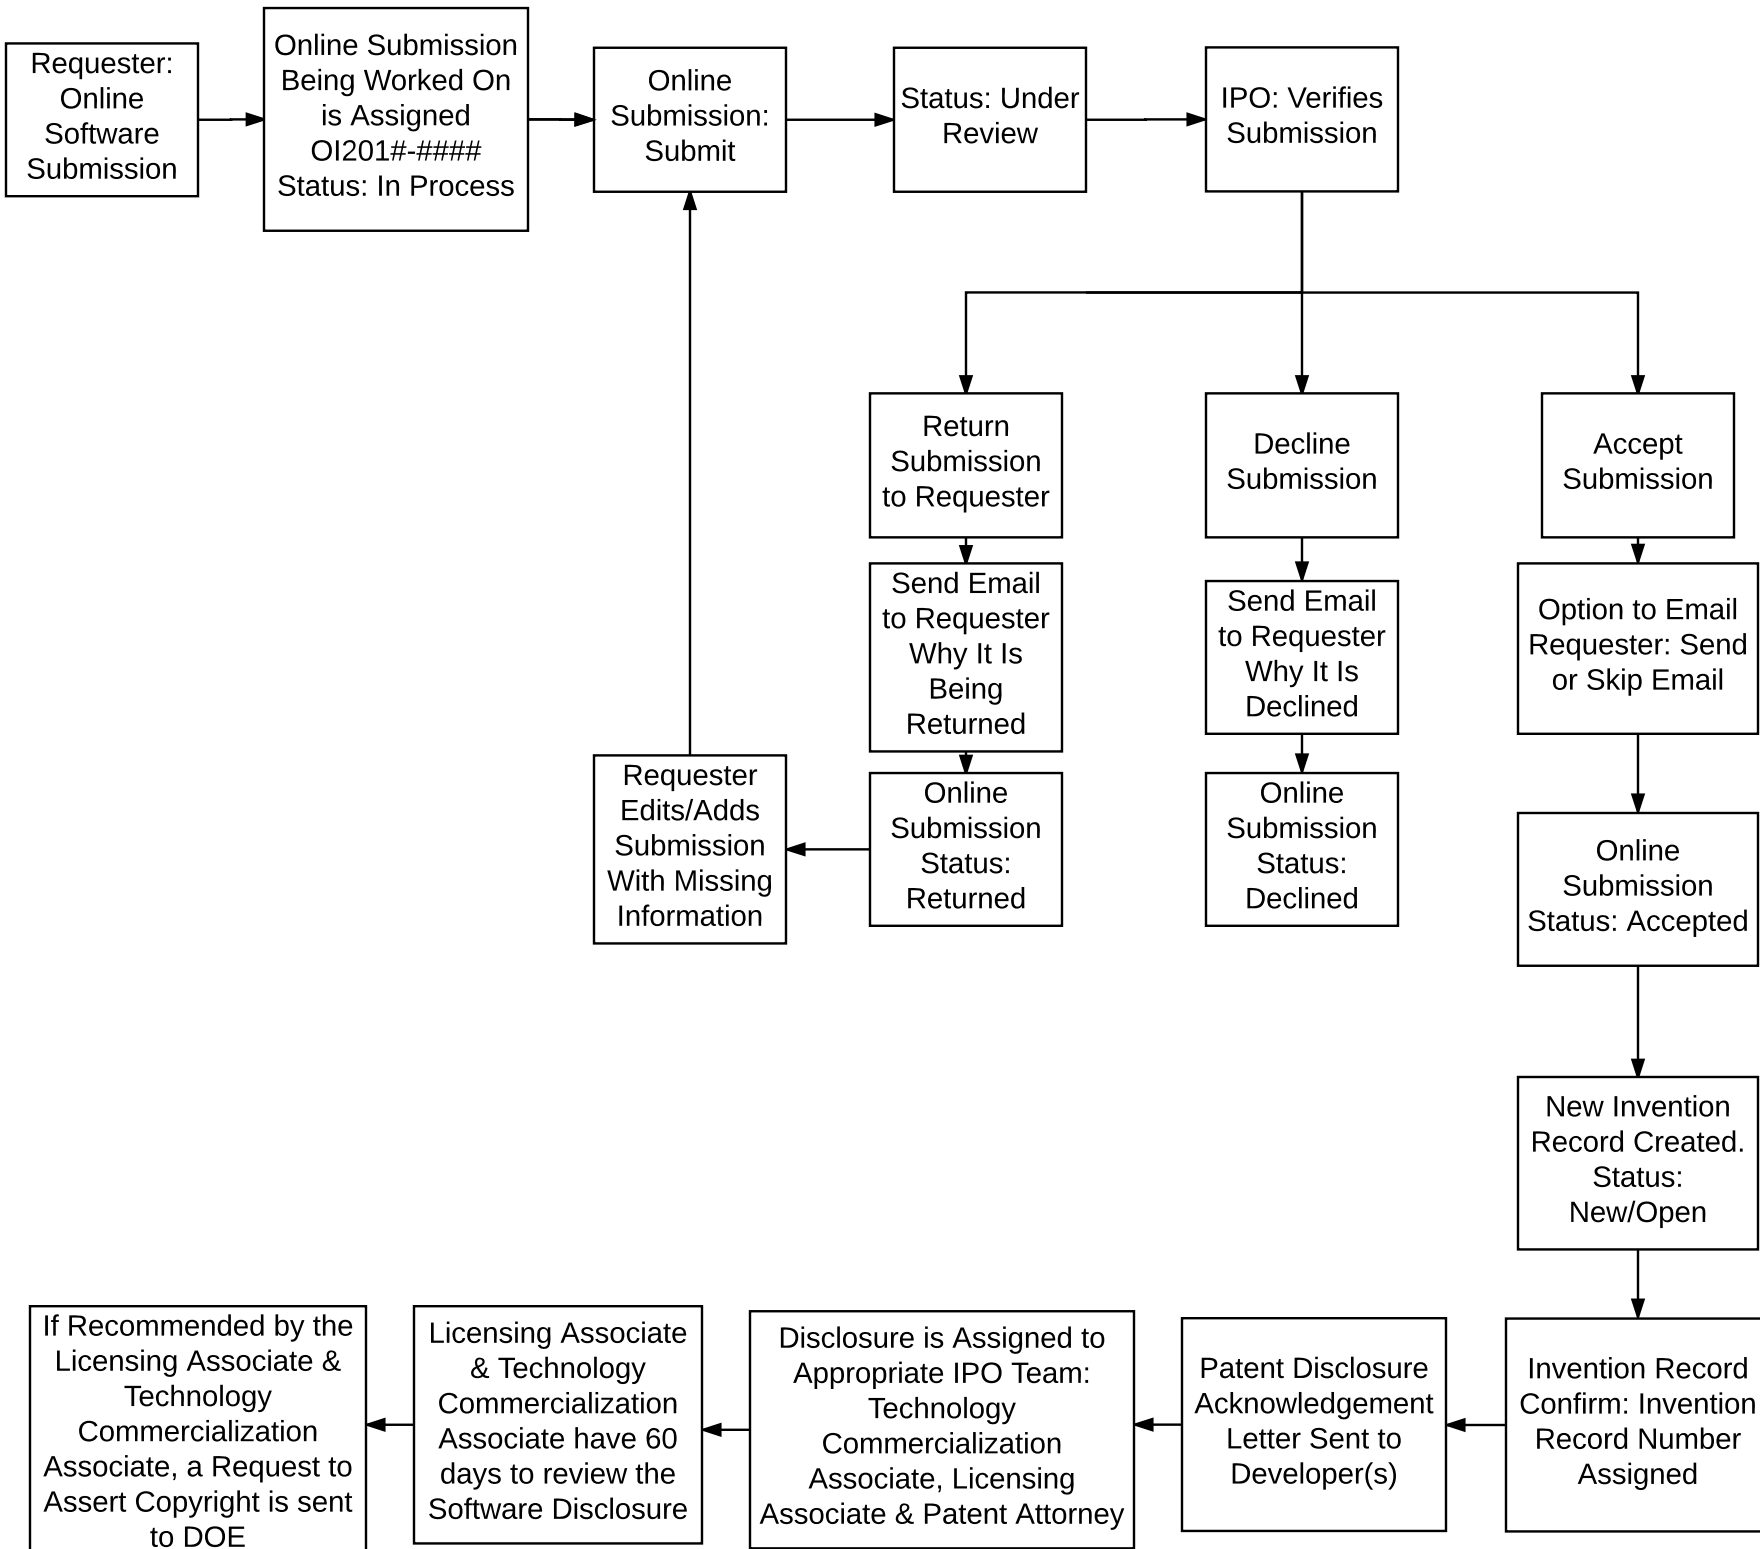 Requester:
Online
Software
Submission
Online Submission
Being Worked On
is Assigned
OI201#-####
Status: In Process
Online
Submission:
Submit
Status: Under
Review
IPO: Verifies
Submission
Return
Submission
to Requester
Decline
Submission
Accept
Submission
Send Email
to Requester
Why It Is
Being
Returned
Send Email
to Requester
Why It Is
Declined
Option to Email
Requester: Send
or Skip Email
Requester
Edits/Adds
Submission
With Missing
Information
Online
Submission
Status:
Returned
Online
Submission
Status:
Declined
Online
Submission
Status: Accepted
New Invention
Record Created.
Status:
New/Open
If Recommended by the
Licensing Associate &
Technology
Commercialization
Associate, a Request to
Assert Copyright is sent
to DOE
Licensing Associate
& Technology
Commercialization
Associate have 60
days to review the
Software Disclosure
Disclosure is Assigned to
Appropriate IPO Team:
Technology
Commercialization
Associate, Licensing
Associate & Patent Attorney
Patent Disclosure
Acknowledgement
Letter Sent to
Developer(s)
Invention Record
Confirm: Invention
Record Number
Assigned